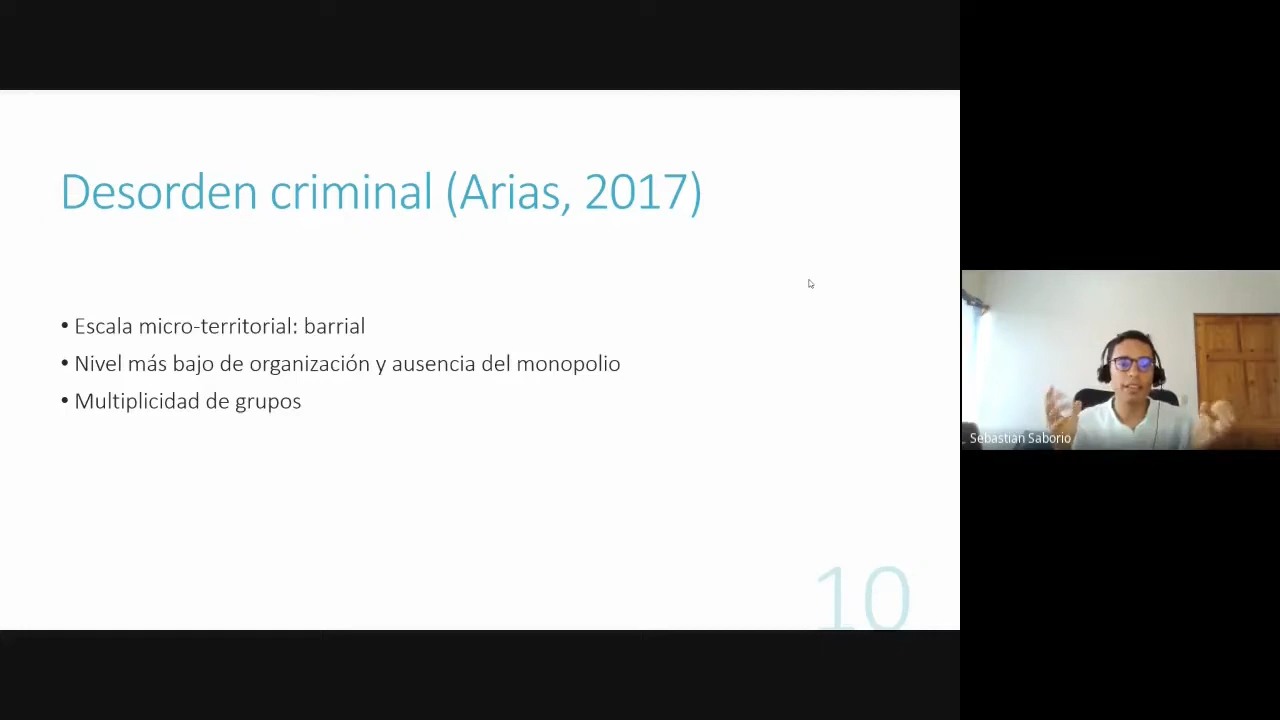 Desorden criminal (Arias, 2017)
• Escala micro-territorial: barrial
• Nivel más bajo de organización y ausencia del monopolio
• Multiplicidad de grupos
10
Sebastian Saborio